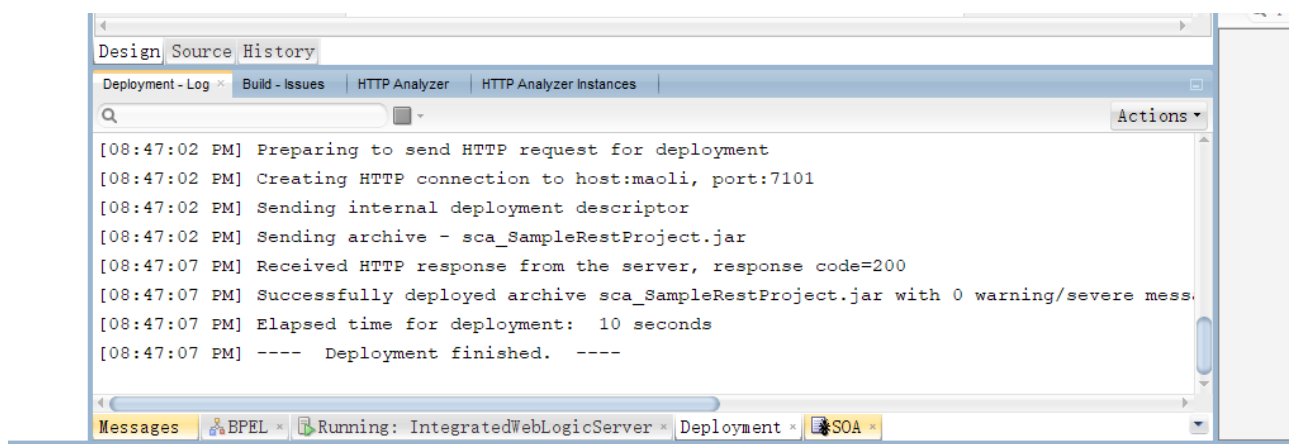 Design Source History
Deployment - Log × Build - Issues HTTP Analyzer HTTP Analyzer Instances
Actions
[08:47:02 PM] Preparing to send HTTP request for deployment
[08:47:02 PM] Creating HTTP connection to host:maoli, port:7101
[08:47:02 PM] Sending internal deployment descriptor
[08:47:02 PM] Sending archive - sca_SampleRestProject.jar
[08:47:07 PM] Received HTTP response from the server, response code=200
[08:47:07 PM] Successfully deployed archive sca_SampleRestProject.jar with 0 warning/severe mess
[08:47:07 PM] Elapsed time for deployment:  10 seconds
[08:47:07 PM] ----  Deployment finished.  ----
Messages BPEL × Running: IntegratedWebLogicServer × Deployment × SOA ×